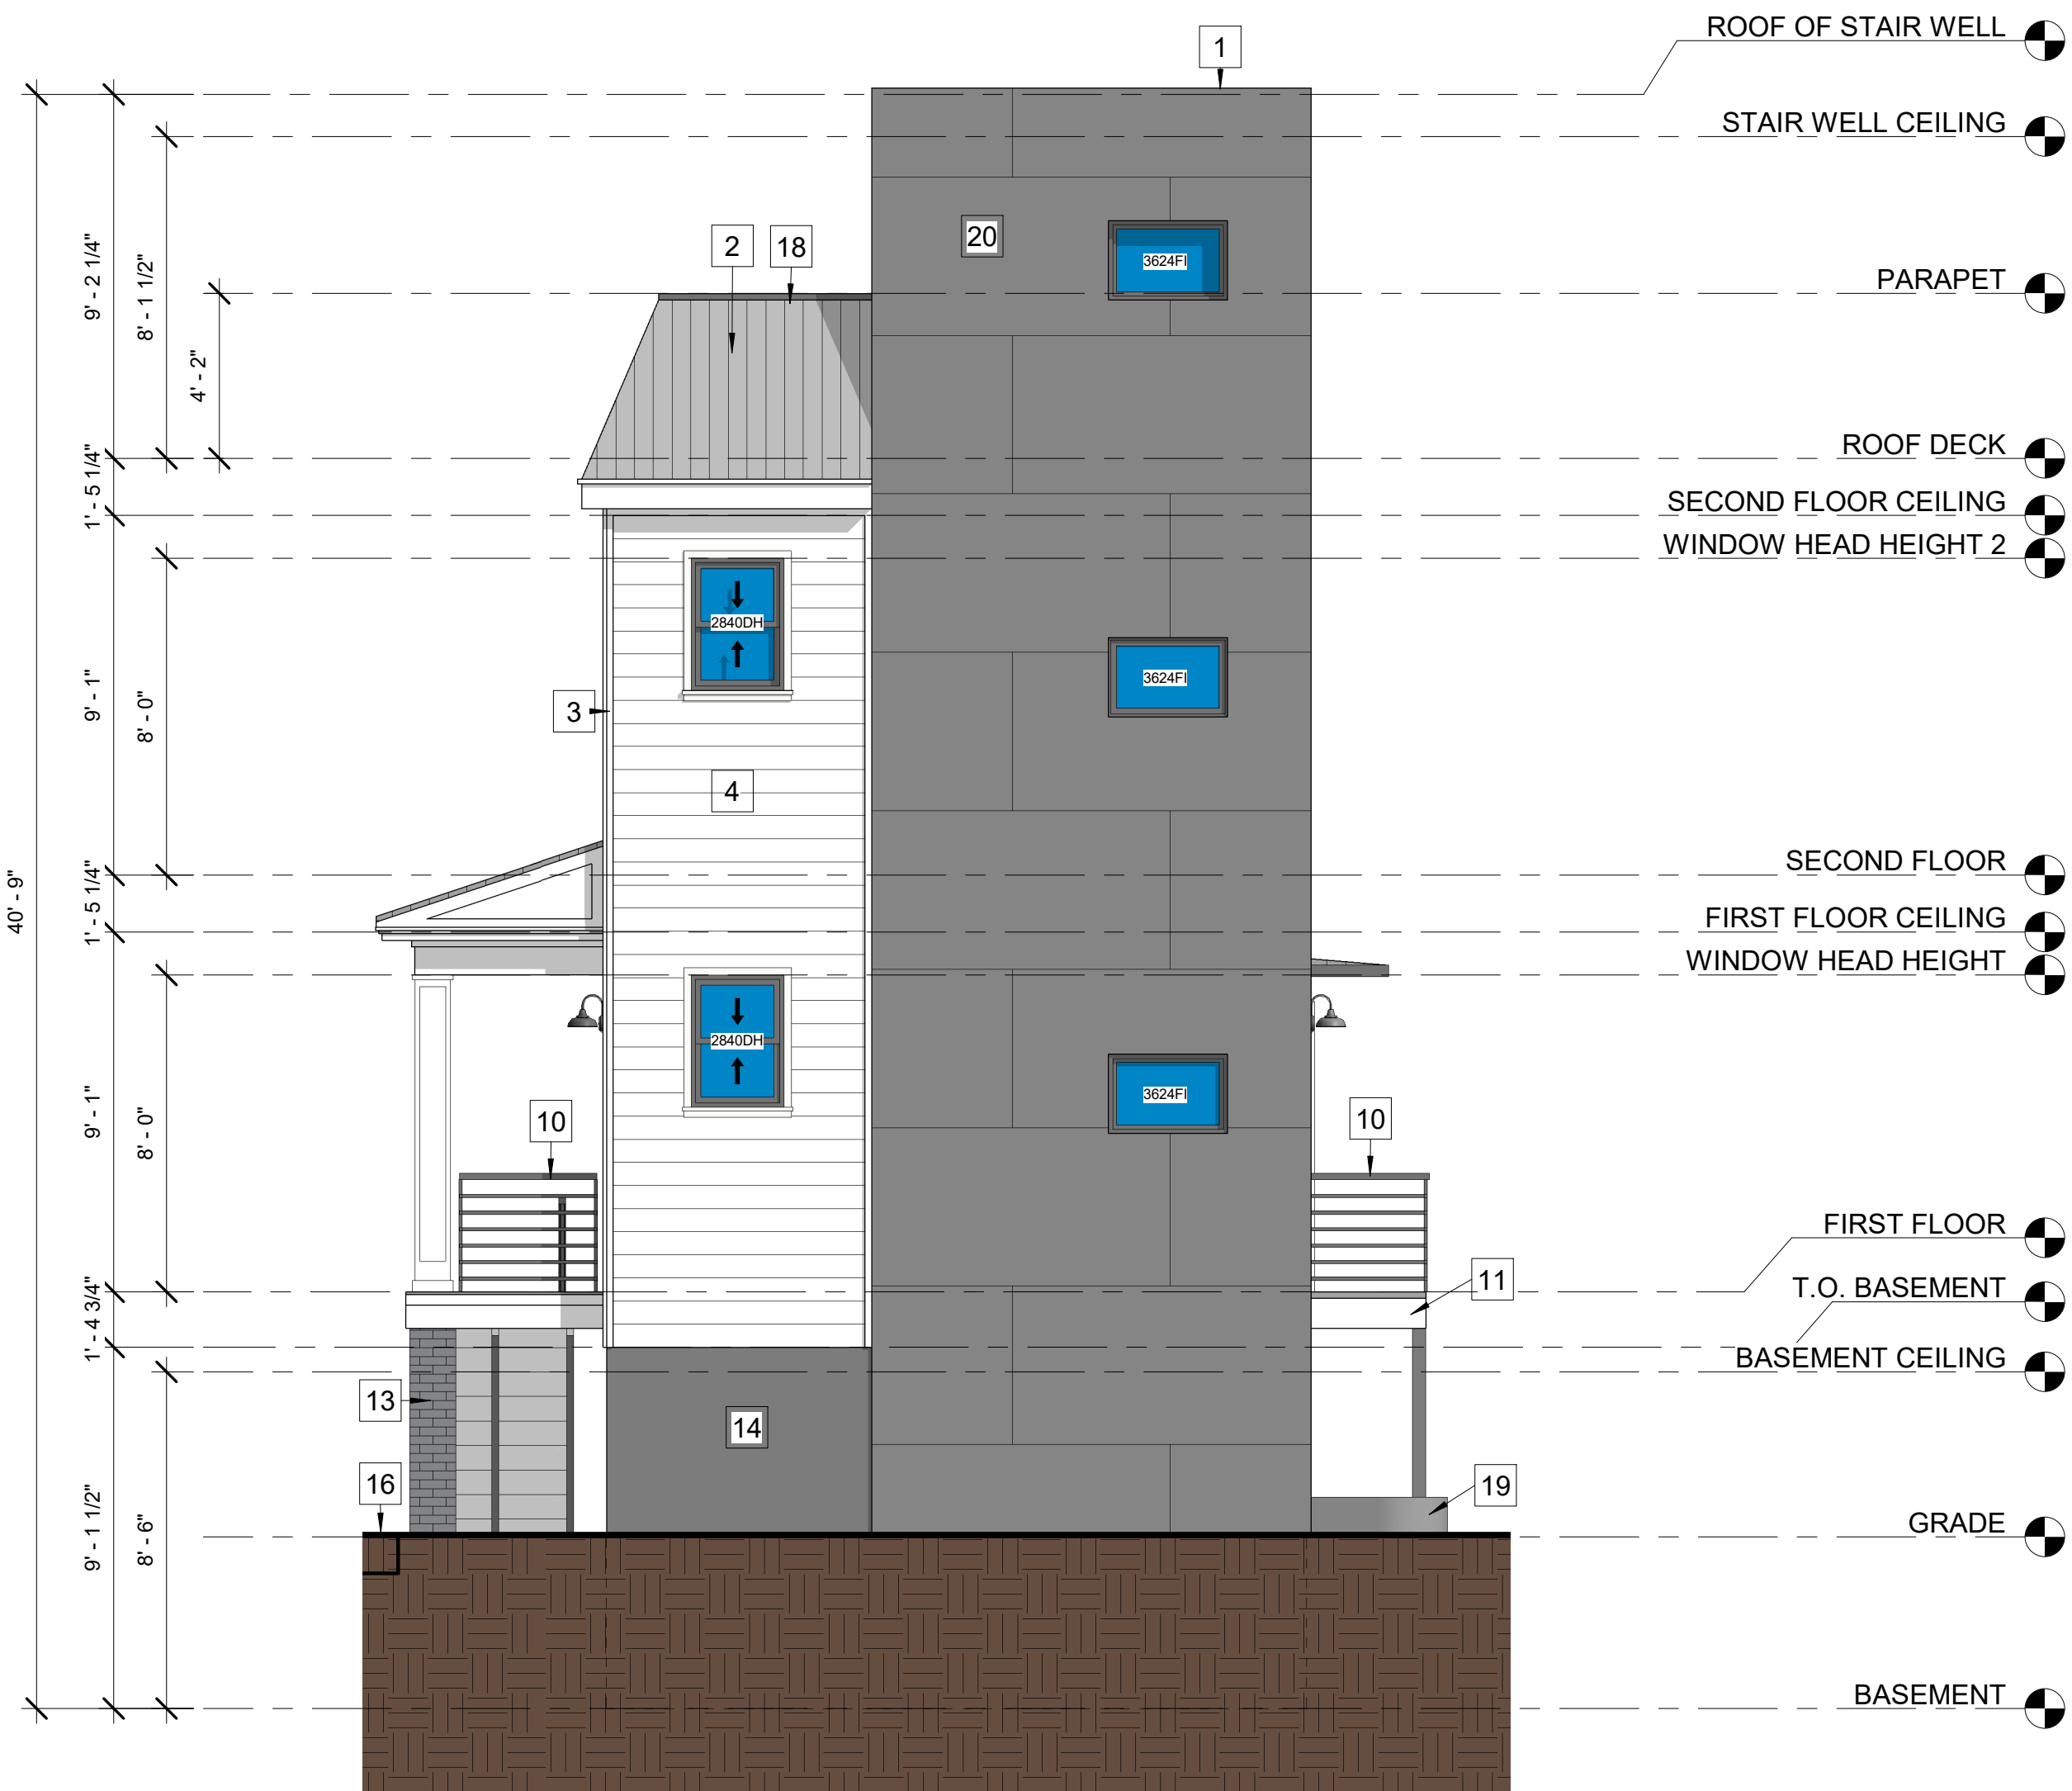 ROOF OF STAIR WELL
1
STAIR WELL CEILING
20
2
18
3624FI
PARAPET
9' - 2 1/4"
8' - 1 1/2"
4' - 2"
ROOF DECK
1' - 5 1/4"
SECOND FLOOR CEILING
WINDOW HEAD HEIGHT 2
2840DH
3624FI
3
9' - 1"
8' - 0"
4
SECOND FLOOR
40' - 9"
1' - 5 1/4"
FIRST FLOOR CEILING
WINDOW HEAD HEIGHT
2840DH
3624FI
9' - 1"
8' - 0"
10
10
FIRST FLOOR
11
T.O. BASEMENT
1' - 4 3/4"
BASEMENT CEILING
13
14
16
19
9' - 1 1/2"
8' - 6"
GRADE
BASEMENT